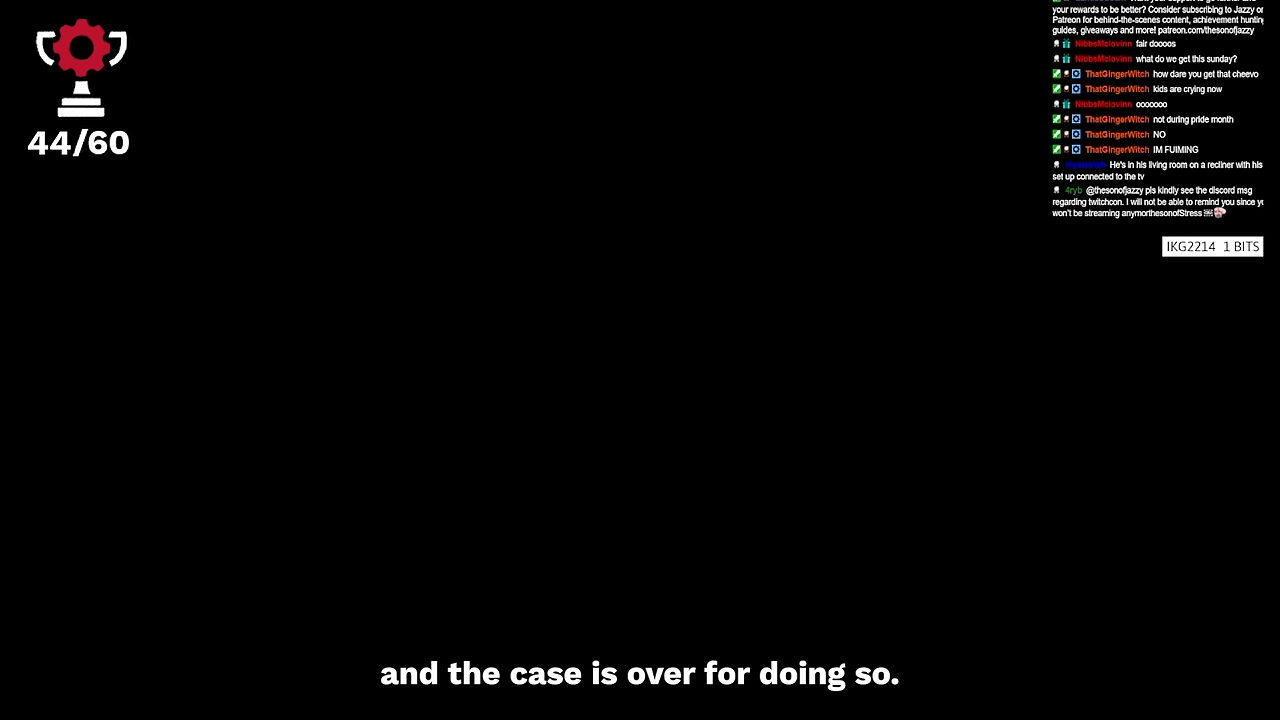 your rewards to be better? Consider subscribing to Jazzy on
Patreon for behind-the-scenes content, achievement hunting
guides, giveaways and more! patreon.com/thesonofjazzy
NibbsMclovinn fair doooos
NibbsMclovinn what do we get this sunday?
ThatGingerWitch how dare you get that cheevo
ThatGingerWitch kids are crying now
NibbsMclovinn ooooooo
ThatGingerWitch not during pride month
ThatGingerWitch NO
ThatGingerWitch IM FUIMING
He's in his living room on a recliner with his
set up connected to the tv
4ryb @thesonofjazzy pls kindly see the discord msg
regarding twitchcon. I will not be able to remind you since yo
won't be streaming anymorthesonofStress
IKG2214 1 BITS
44/60
and the case is over for doing so.